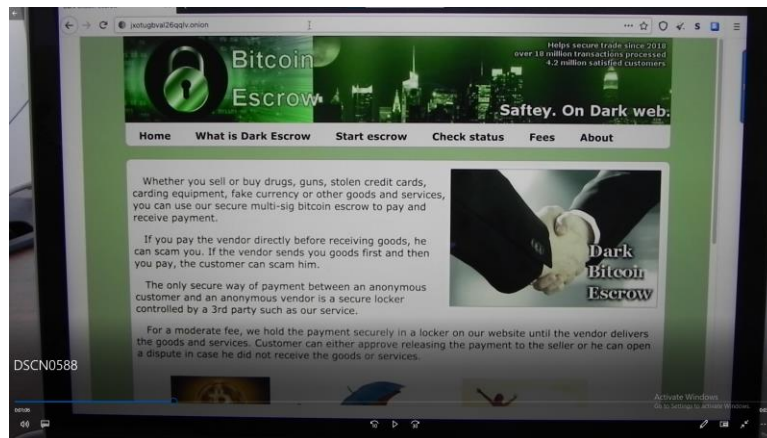 jxotugbval26qqlv.onion
Bitcoin
Escrow
Helps secure trade since 2018
over 18 million transactions processed
4.2 million satisfied customers
Saftey. On Dark web.
Home What is Dark Escrow Start escrow Check status Fees About
Whether you sell or buy drugs, guns, stolen credit cards,
carding equipment, fake currency or other goods and services,
you can use our secure multi-sig bitcoin escrow to pay and
receive payment.
If you pay the vendor directly before receiving goods, he
can scam you. If the vendor sends you goods first and then
you pay, the customer can scam him.
The only secure way of payment between an anonymous
customer and an anonymous vendor is a secure locker
controlled by a 3rd party such as our service.
Dark
Bitcoin
Escrow
For a moderate fee, we hold the payment securely in a locker on our website until the vendor delivers
the goods and services. Customer can either approve releasing the payment to the seller or he can open
a dispute in case he did not receive the goods or services.
DSCN0588
Activate Windows
Go to Settings to activate Windows.